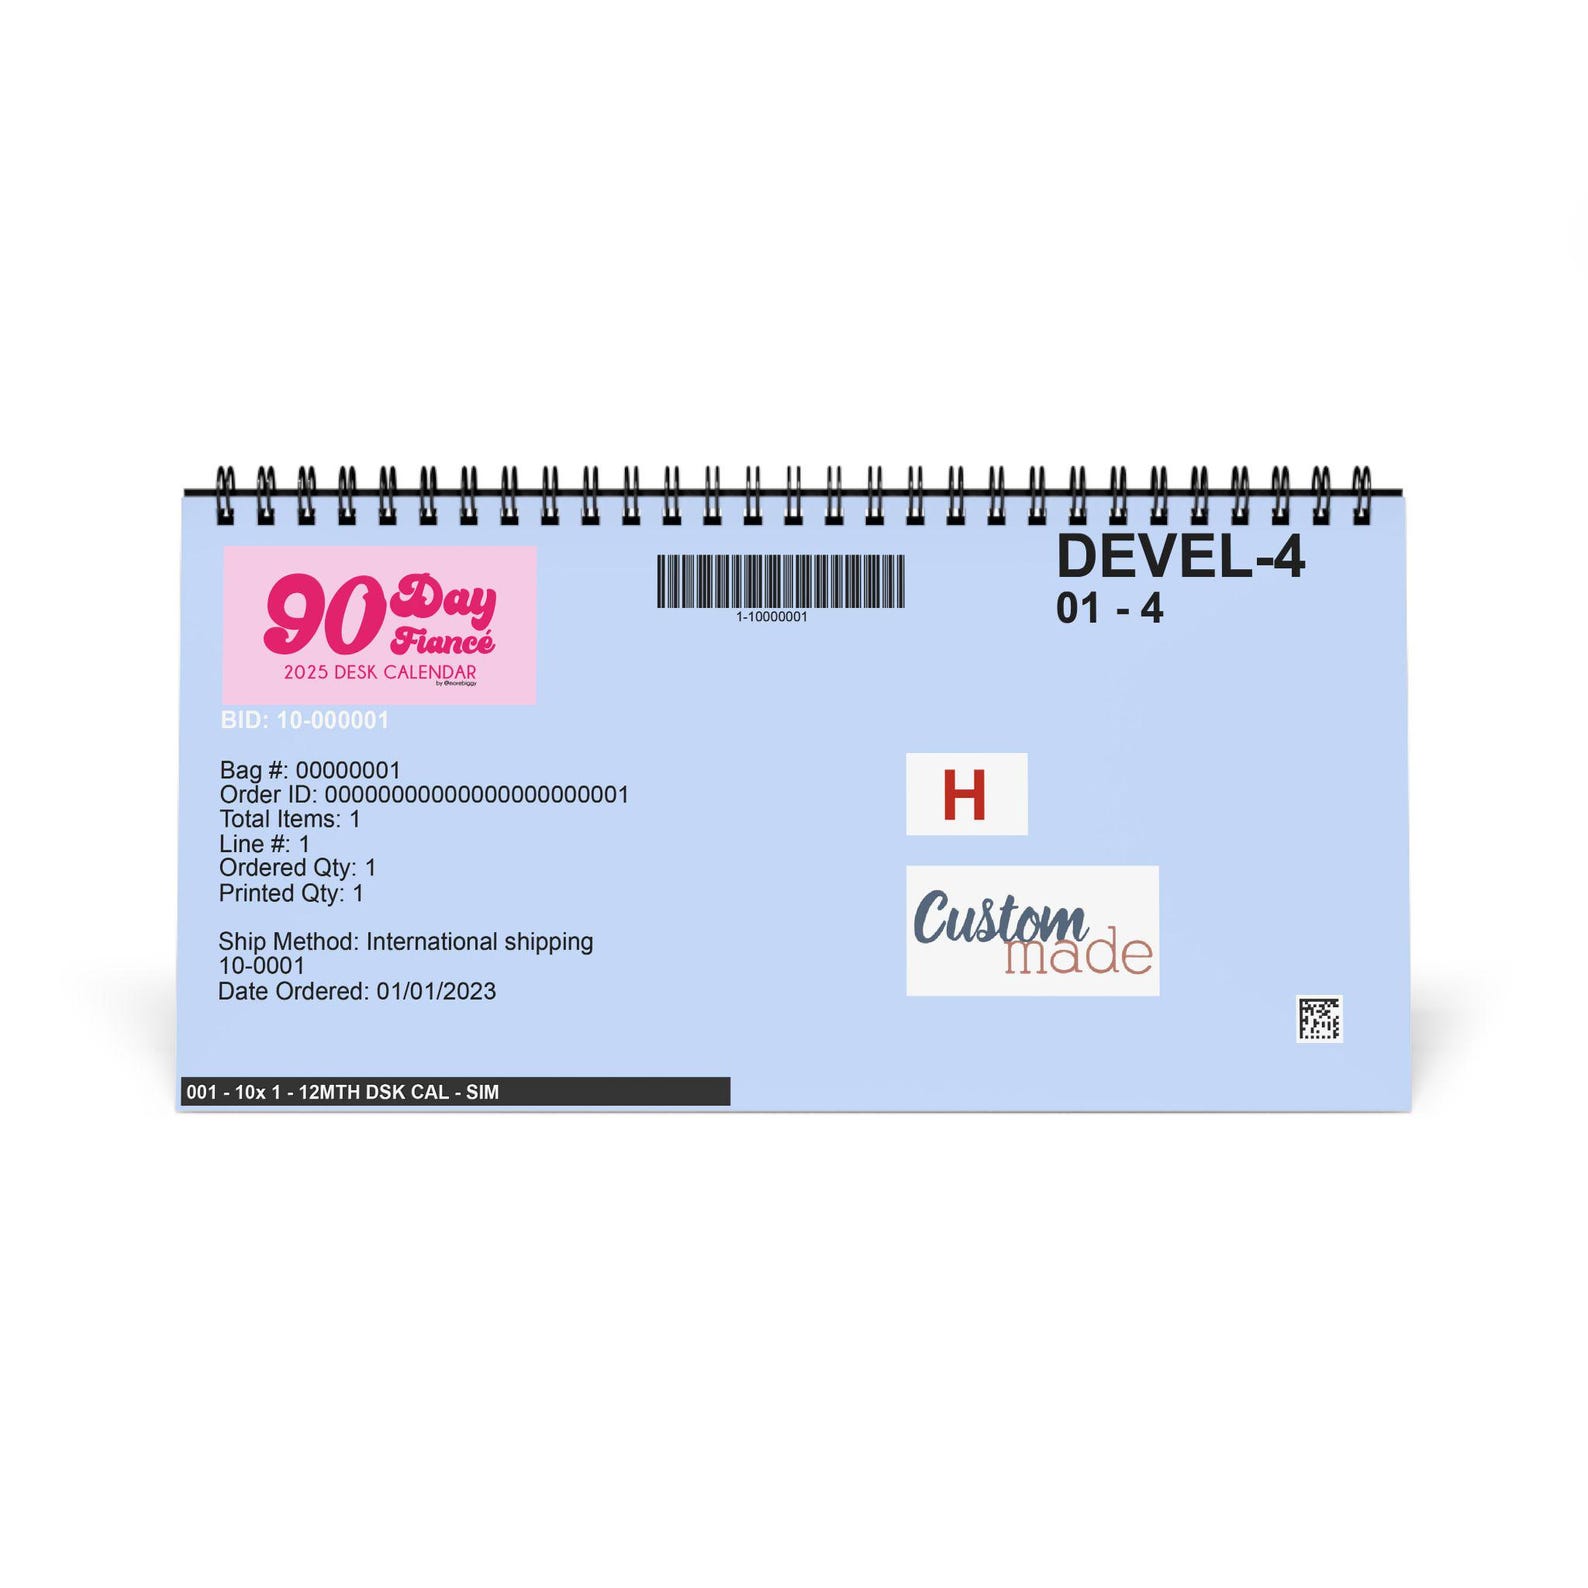 90 Day
Fiancé
2025 DESK CALENDAR
by @morebiggy
BID: 10-000001
1-10000001
DEVEL-4
01 - 4
Bag #: 00000001
Order ID: 00000000000000000000001
Total Items: 1
Line #: 1
Ordered Qty: 1
Printed Qty: 1
Ship Method: International shipping
10-0001
Date Ordered: 01/01/2023
H
Custom
made
001 - 10x 1 - 12MTH DSK CAL - SIM